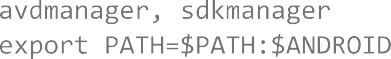 avdmanager, sdkmanager
export PATH=$PATH:$ANDROID